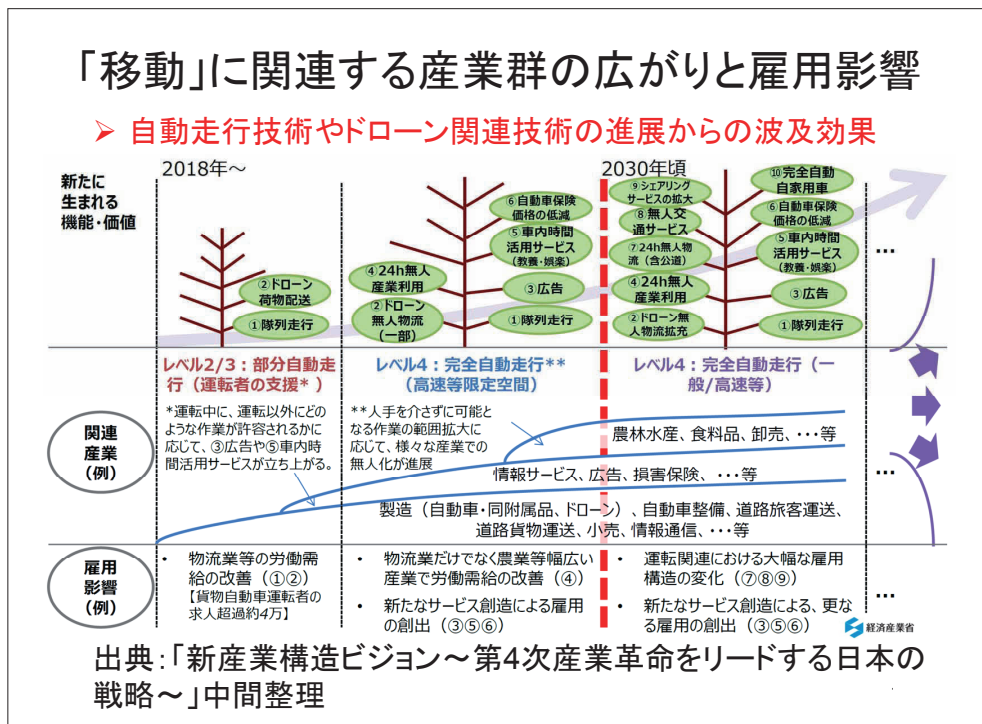 「移動」に関連する産業群の広がりと雇用影響
➢ 自動走行技術やドローン関連技術の進展からの波及効果
新たに
生まれる
機能・価値
2018年～
②ドローン
荷物配送
①隊列走行
⑥自動車保険
価格の低減
⑤車内時間
活用サービス
(教養・娯楽)
④24h無人
産業利用
③広告
②ドローン
無人物流
(一部)
①隊列走行
2030年頃
⑨シェアリング
サービスの拡大
⑧無人交
通サービス
⑦24h無人物
流(含公道)
④24h無人
産業利用
②ドローン無
人物流拡充
⑩完全自動
自家用車
⑥自動車保険
価格の低減
⑤車内時間
活用サービス
(教養・娯楽)
③広告
①隊列走行
…
レベル2/3：部分自動走
行（運転者の支援*）
レベル4：完全自動走行**
(高速等限定空間)
レベル4：完全自動走行（一
般/高速等）
関連
産業
(例)
*運転中に、運転以外にど
のような作業が許容されるかに
応じて、③広告や⑤車内時
間活用サービスが立ち上がる。
**人手を介さずに可能と
なる作業の範囲拡大に
応じて、様々な産業での
無人化が進展
農林水産、食料品、卸売、・・・等
情報サービス、広告、損害保険、・・・等
製造（自動車・同附属品、ドローン）、自動車整備、道路旅客運送、
道路貨物運送、小売、情報通信、・・・等
…
雇用
影響
(例)
• 物流業等の労働需
給の改善（①②）
【貨物自動車運転者の
求人超過約4万】
• 物流業だけでなく農業等幅広い
産業で労働需給の改善（④）
• 新たなサービス創造による雇用
の創出（③⑤⑥）
• 運転関連における大幅な雇用
構造の変化（⑦⑧⑨）
• 新たなサービス創造による、更な
る雇用の創出（③⑤⑥）
…
経済産業省
出典：「新産業構造ビジョン～第4次産業革命をリードする日本の
戦略～」中間整理